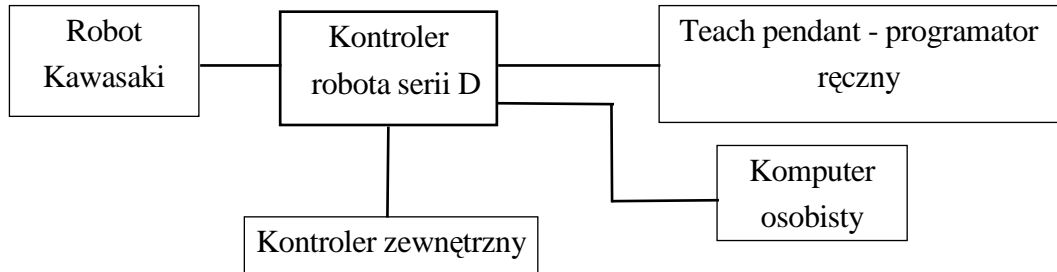 Robot
Kawasaki
Kontroler
robota serii D
Teach pendant - programator
ręczny
Komputer
osobisty
Kontroler zewnętrzny